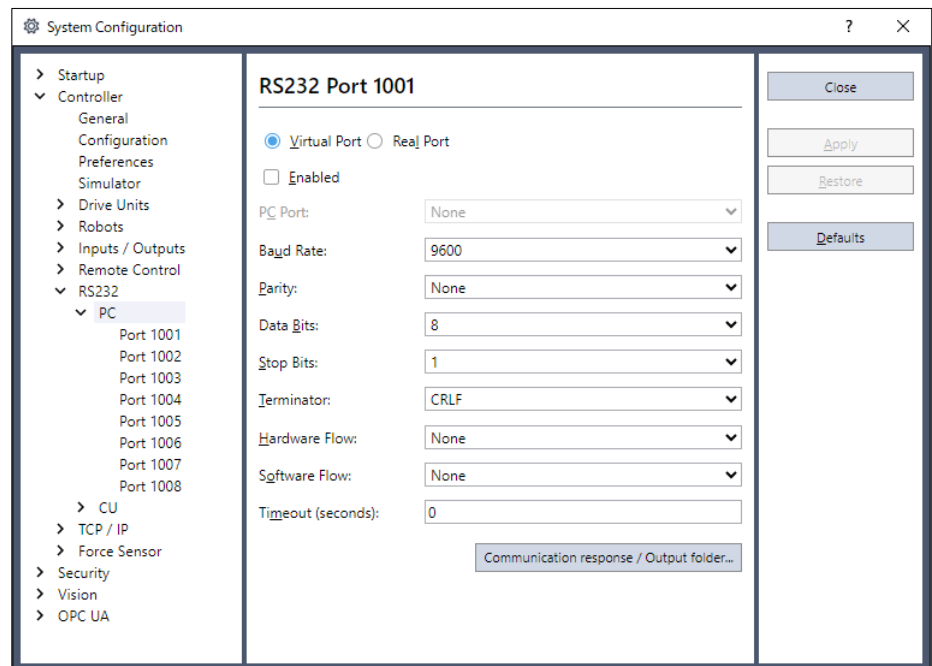 System Configuration
?
Startup
Controller
General
Configuration
Preferences
Simulator
Drive Units
Robots
Inputs / Outputs
Remote Control
RS232
PC
Port 1001
Port 1002
Port 1003
Port 1004
Port 1005
Port 1006
Port 1007
Port 1008
CU
TCP / IP
Force Sensor
Security
Vision
OPC UA
RS232 Port 1001
Virtual Port Real Port
Enabled
PC Port: None
Baud Rate: 9600
Parity: None
Data Bits: 8
Stop Bits: 1
Terminator: CRLF
Hardware Flow: None
Software Flow: None
Timeout (seconds): 0
Communication response / Output folder...
Close
Apply
Restore
Defaults